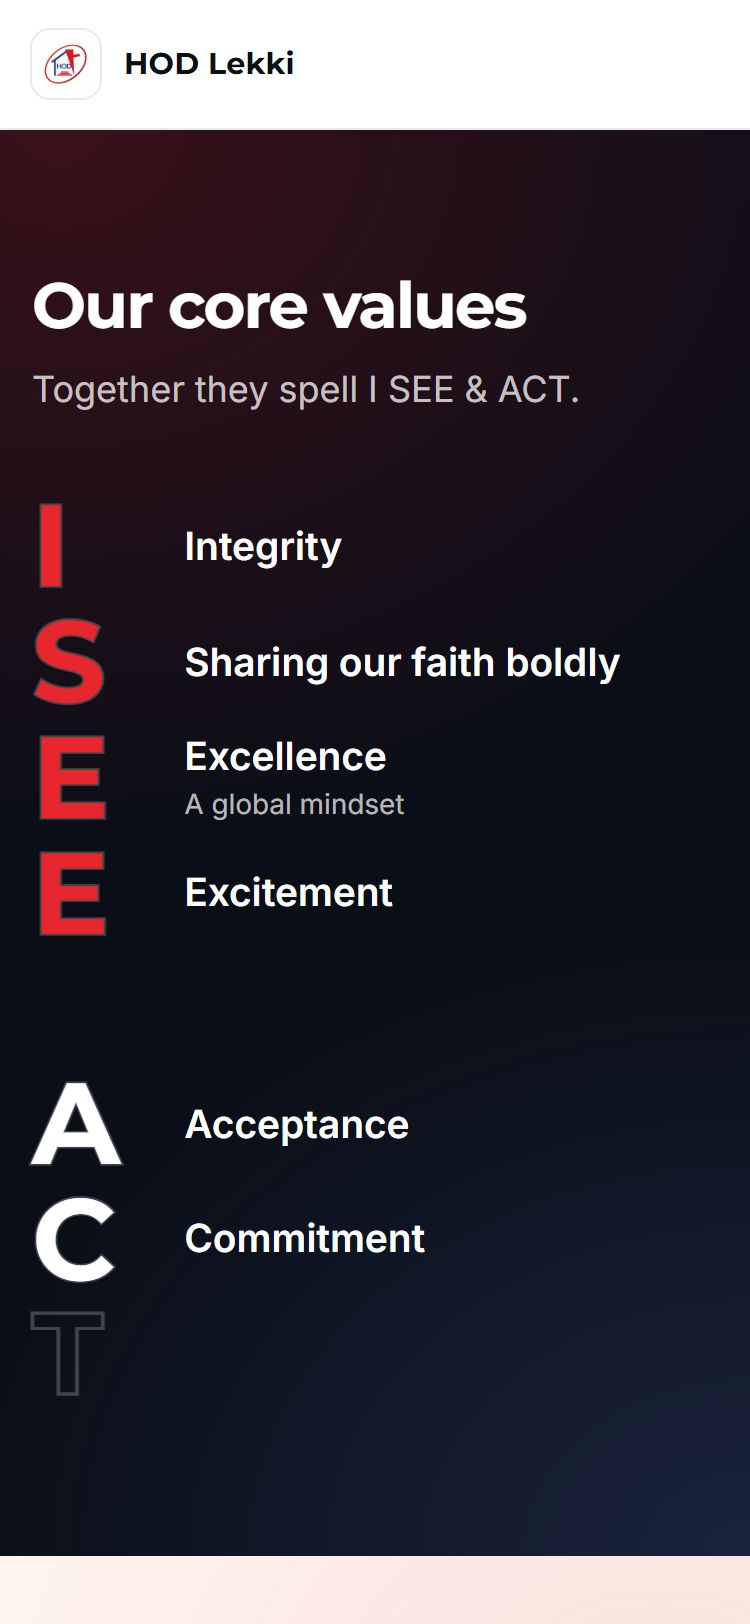 HOD
HOD Lekki
Our core values
Together they spell I SEE & ACT.
I
Integrity
S
Sharing our faith boldly
E
Excellence
A global mindset
E
Excitement
A
Acceptance
C
Commitment
T